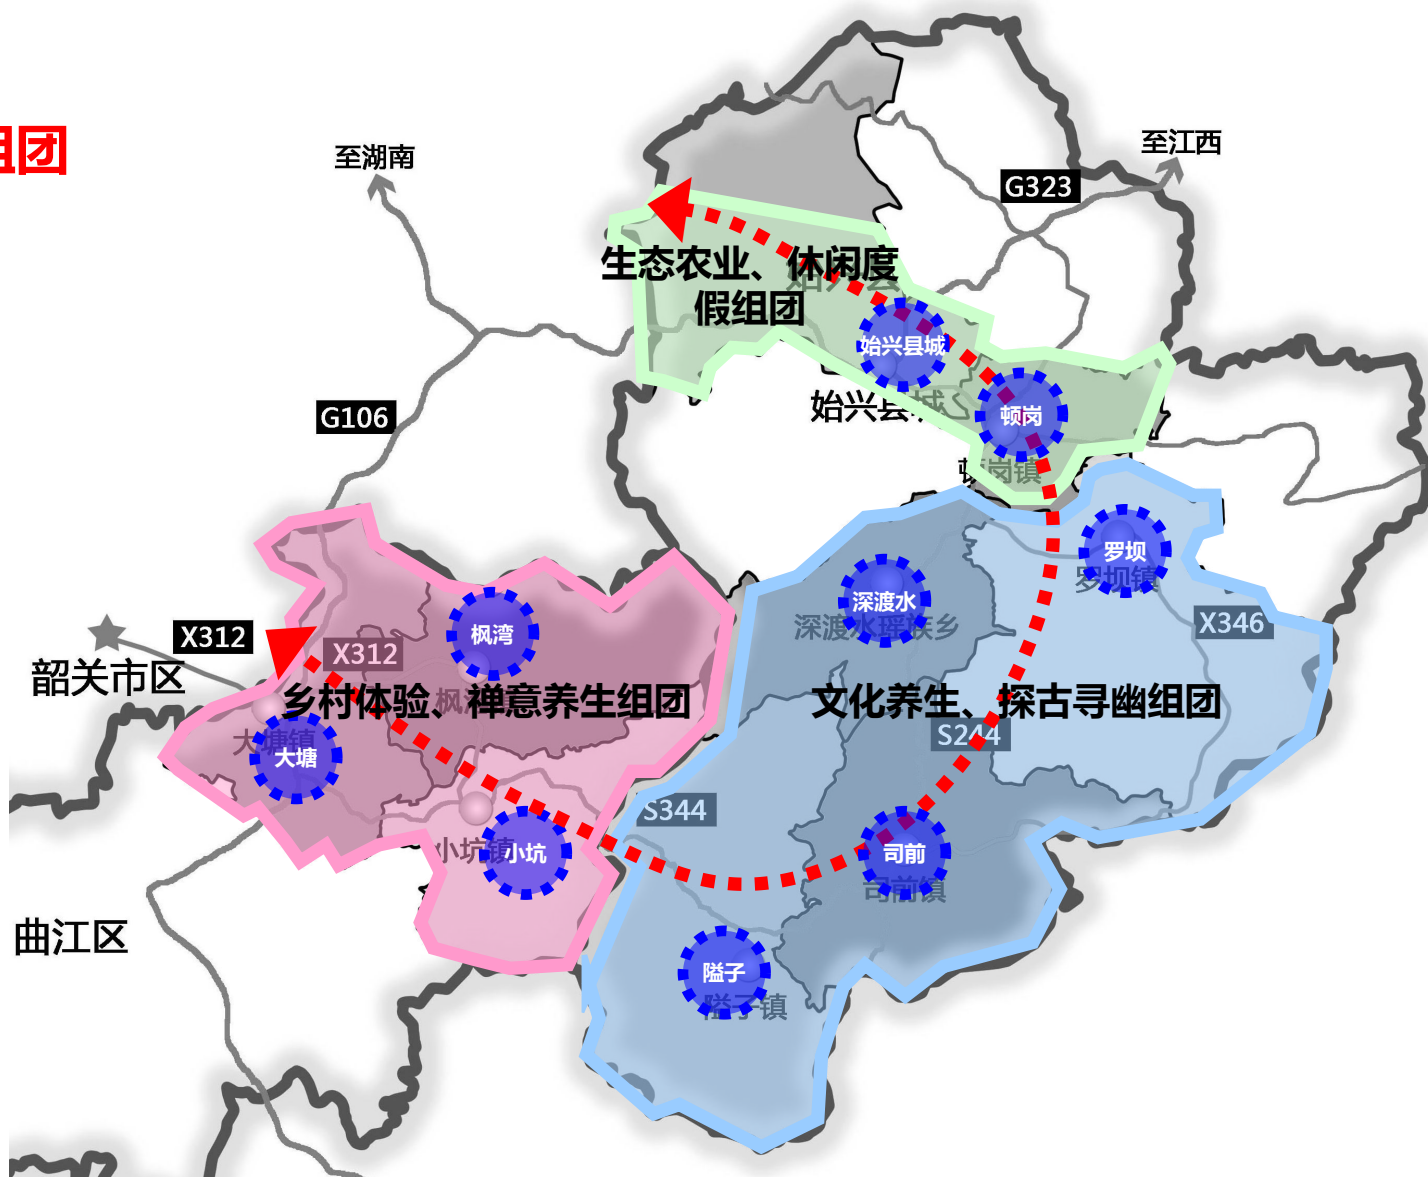 组团
至湖南
至江西
G323
生态农业、休闲度
假组团
始兴县
始兴县城
始兴县城
G106
顿岗
顿岗镇
罗坝
罗坝镇
深渡水
深渡水瑶族乡
X346
X312
X312
枫湾
韶关市区
乡村体验、禅意养生组团
文化养生、探古寻幽组团
S244
大塘镇
大塘
S344
小坑镇
小坑
司前
司前镇
曲江区
隘子
隘子镇